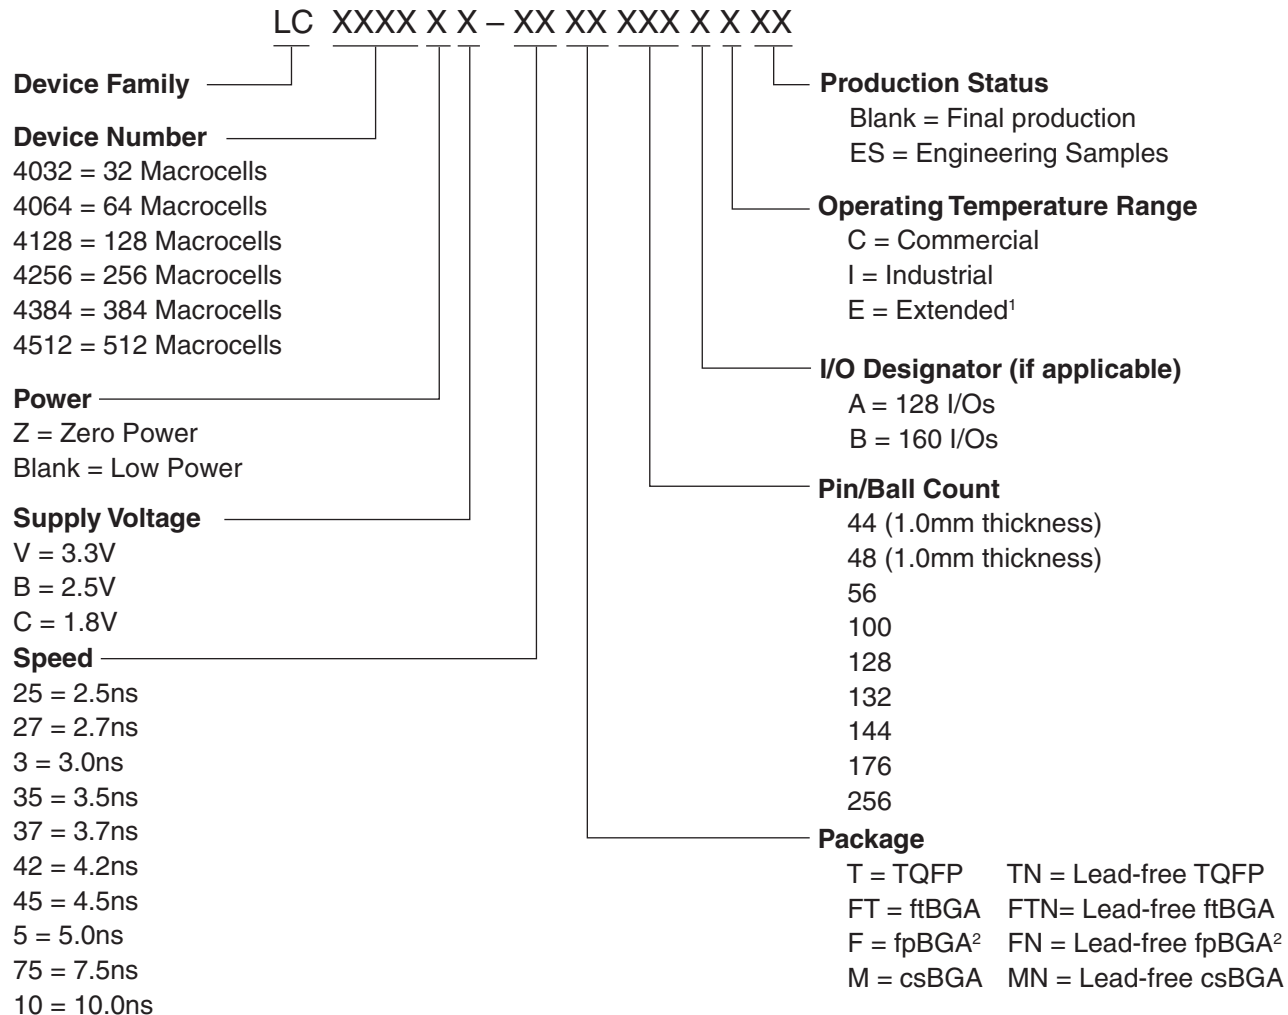 LC XXXX X X – XX XX XXX X X XX
Device Family
Device Number
4032 = 32 Macrocells
4064 = 64 Macrocells
4128 = 128 Macrocells
4256 = 256 Macrocells
4384 = 384 Macrocells
4512 = 512 Macrocells
Power
Z = Zero Power
Blank = Low Power
Supply Voltage
V = 3.3V
B = 2.5V
C = 1.8V
Speed
25 = 2.5ns
27 = 2.7ns
3 = 3.0ns
35 = 3.5ns
37 = 3.7ns
42 = 4.2ns
45 = 4.5ns
5 = 5.0ns
75 = 7.5ns
10 = 10.0ns
Production Status
Blank = Final production
ES = Engineering Samples
Operating Temperature Range
C = Commercial
I = Industrial
E = Extended¹
I/O Designator (if applicable)
A = 128 I/Os
B = 160 I/Os
Pin/Ball Count
44 (1.0mm thickness)
48 (1.0mm thickness)
56
100
128
132
144
176
256
Package
T = TQFP TN = Lead-free TQFP
FT = ftBGA FTN= Lead-free ftBGA
F = fpBGA² FN = Lead-free fpBGA²
M = csBGA MN = Lead-free csBGA